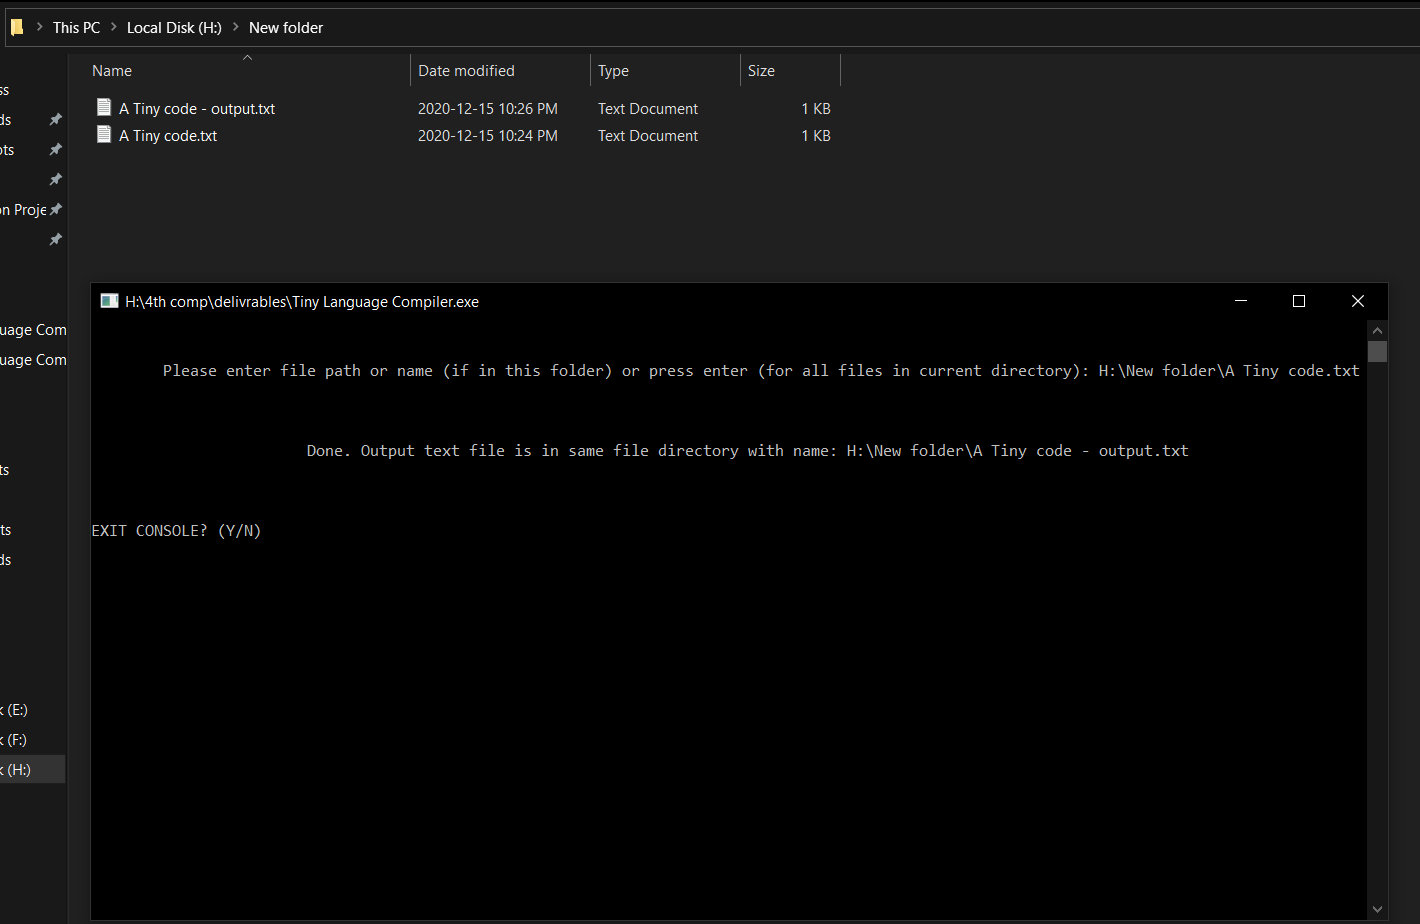 This PC > Local Disk (H:) > New folder
Name Date modified Type Size
A Tiny code - output.txt 2020-12-15 10:26 PM Text Document 1 KB
A Tiny code.txt 2020-12-15 10:24 PM Text Document 1 KB
ss
ds
ots
on Proje
uage Com
uage Com
ts
ts
ds
k (E:)
k (F:)
k (H:)
H:\4th comp\delivrables\Tiny Language Compiler.exe
Please enter file path or name (if in this folder) or press enter (for all files in current directory): H:\New folder\A Tiny code.txt
Done. Output text file is in same file directory with name: H:\New folder\A Tiny code - output.txt
EXIT CONSOLE? (Y/N)